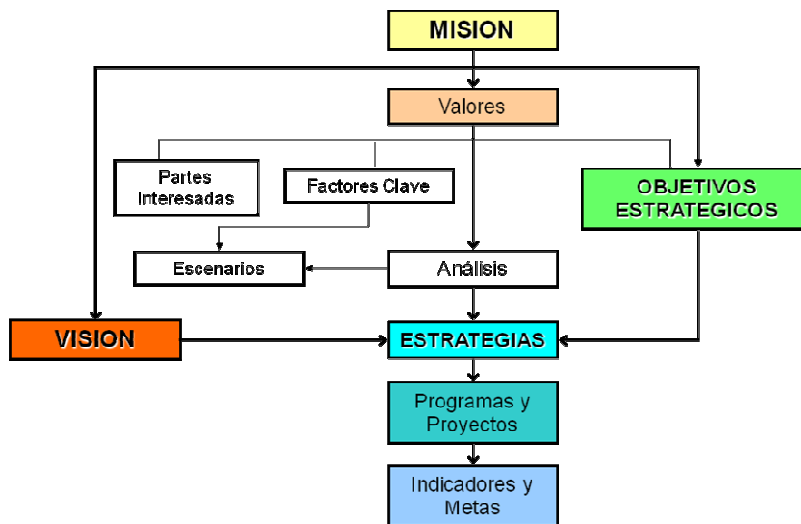 MISION
Valores
Partes
Interesadas
Factores Clave
OBJETIVOS
ESTRATEGICOS
Escenarios
Análisis
VISION
ESTRATEGIAS
Programas y
Proyectos
Indicadores y
Metas